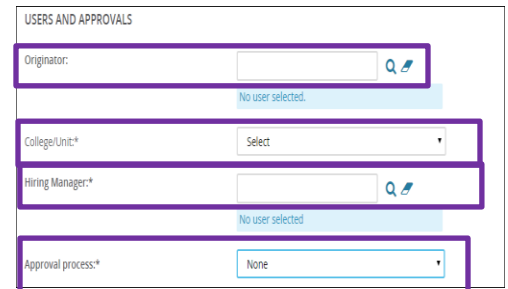 USERS AND APPROVALS
Originator:
No user selected.
College/Unit:* Select
Hiring Manager:*
No user selected
Approval process:* None